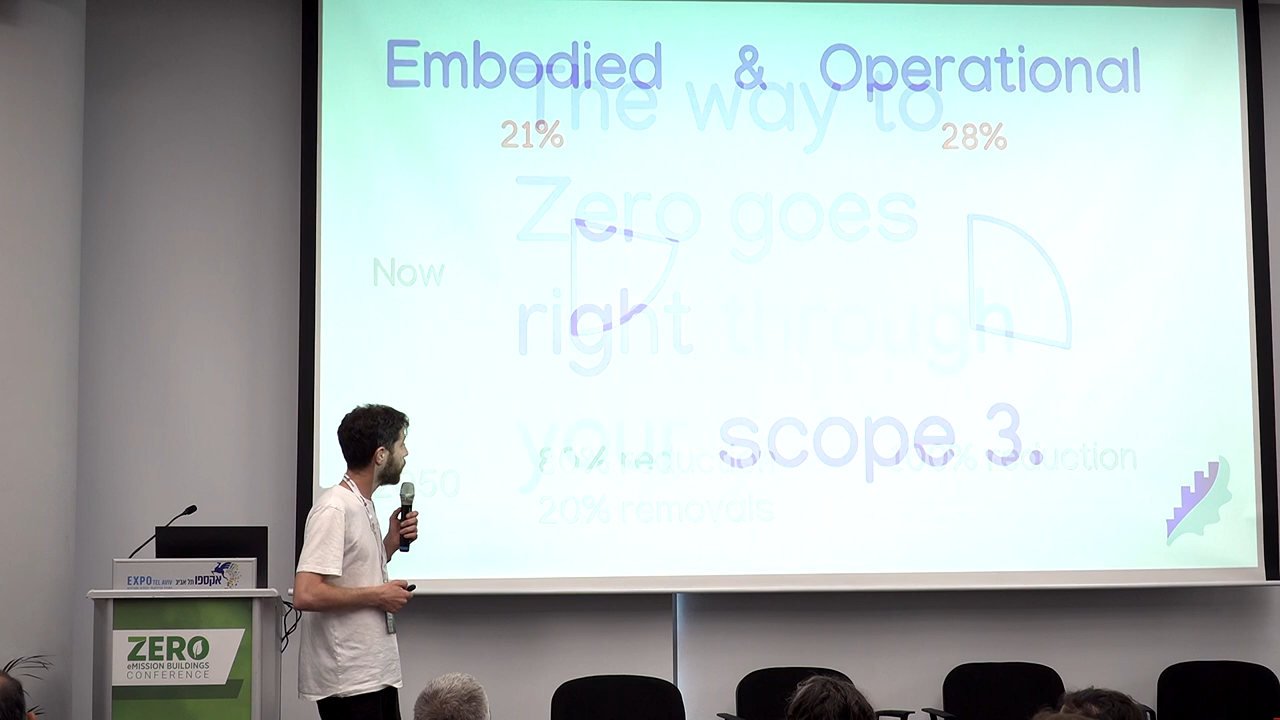 Embodied & Operational
21%
28%
Now
The way to
Zero goes
right through
your scope 3.
80% reduction
100% reduction
20% removals
EXPO TEL AVIV אקספו תל אביב
ZERO
eMISSION BUILDINGS
CONFERENCE